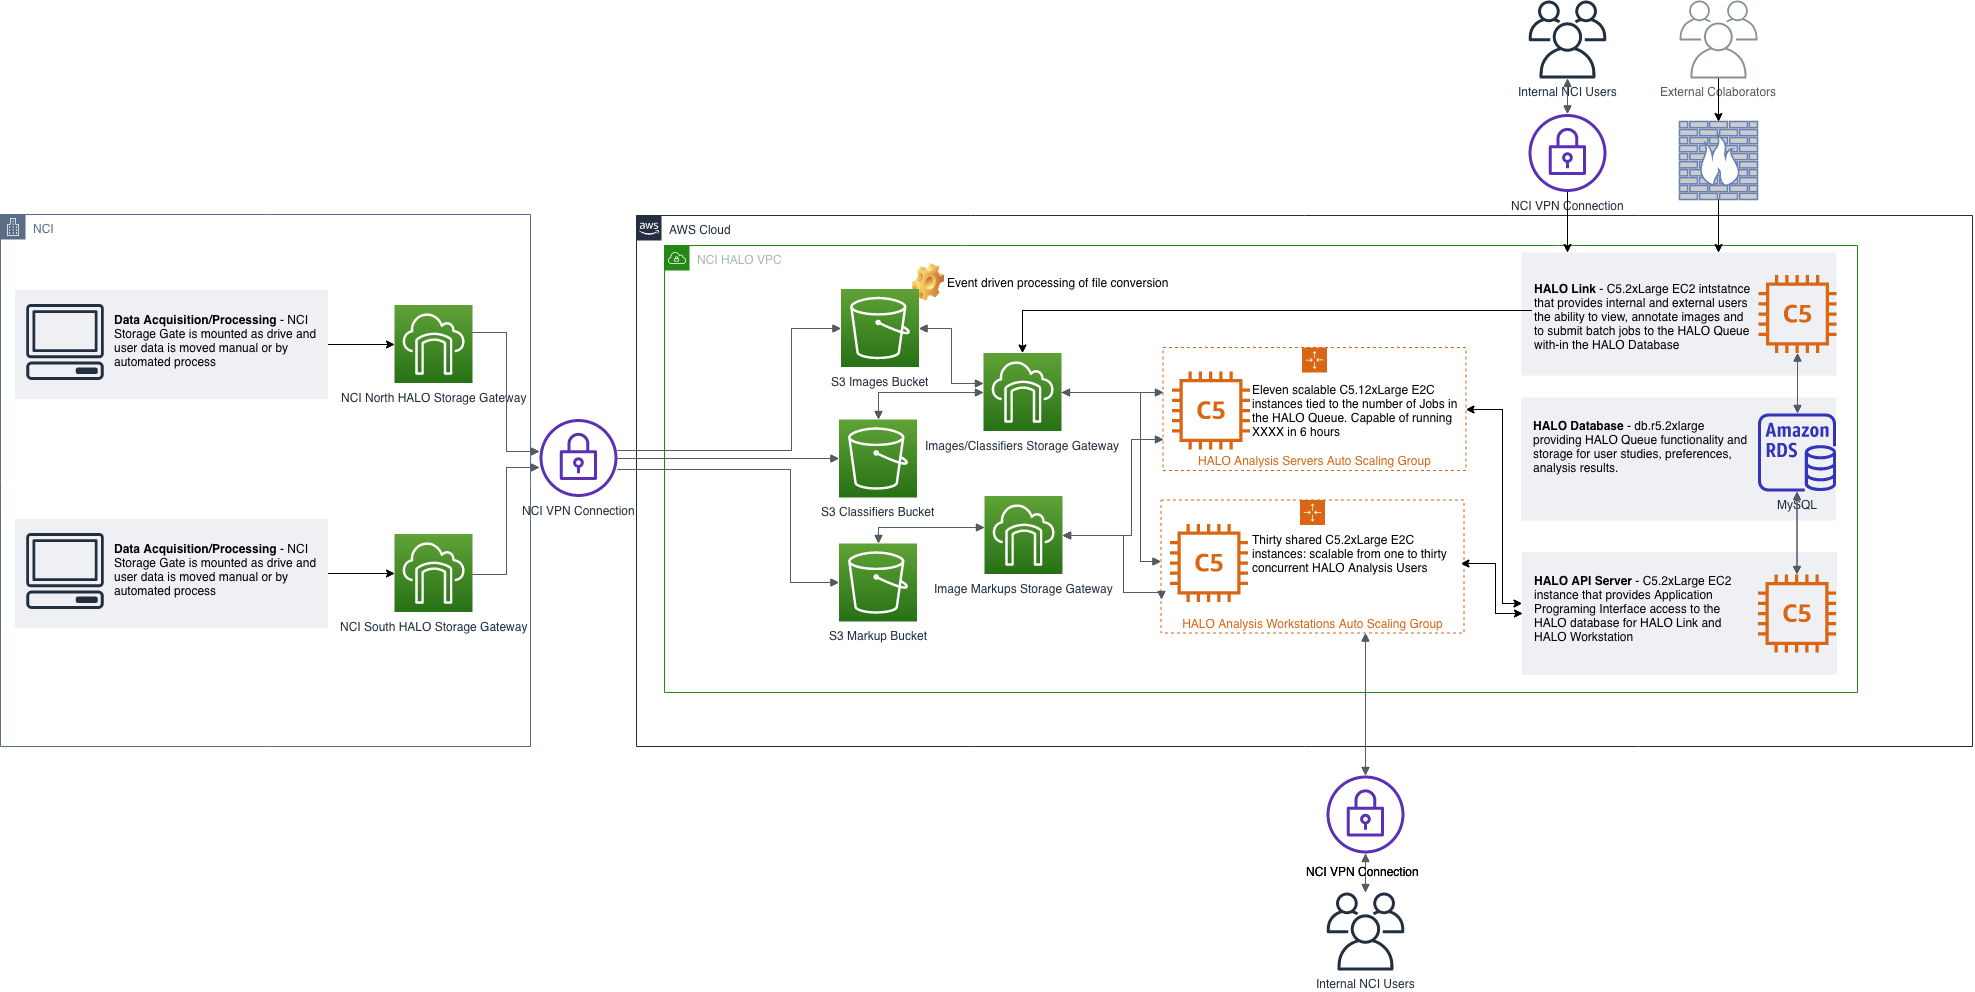 Internal NCI Users
External Colaborators
NCI VPN Connection
NCI
Data Acquisition/Processing - NCI
Storage Gate is mounted as drive and
user data is moved manual or by
automated process
NCI North HALO Storage Gateway
Data Acquisition/Processing - NCI
Storage Gate is mounted as drive and
user data is moved manual or by
automated process
NCI South HALO Storage Gateway
NCI VPN Connection
aws
AWS Cloud
NCI HALO VPC
Event driven processing of file conversion
S3 Images Bucket
S3 Classifiers Bucket
S3 Markup Bucket
Images/Classifiers Storage Gateway
Image Markups Storage Gateway
C5
Eleven scalable C5.12xLarge E2C
instances tied to the number of Jobs in
the HALO Queue. Capable of running
XXXX in 6 hours
HALO Analysis Servers Auto Scaling Group
C5
Thirty shared C5.2xLarge E2C
instances: scalable from one to thirty
concurrent HALO Analysis Users
HALO Analysis Workstations Auto Scaling Group
HALO Link - C5.2xLarge EC2 intstatnce
that provides internal and external users
the ability to view, annotate images and
to submit batch jobs to the HALO Queue
with-in the HALO Database
C5
HALO Database - db.r5.2xlarge
providing HALO Queue functionality and
storage for user studies, preferences,
analysis results.
Amazon
RDS
MySQL
HALO API Server - C5.2xLarge EC2
instance that provides Application
Programing Interface access to the
HALO database for HALO Link and
HALO Workstation
C5
NCI VPN Connection
Internal NCI Users